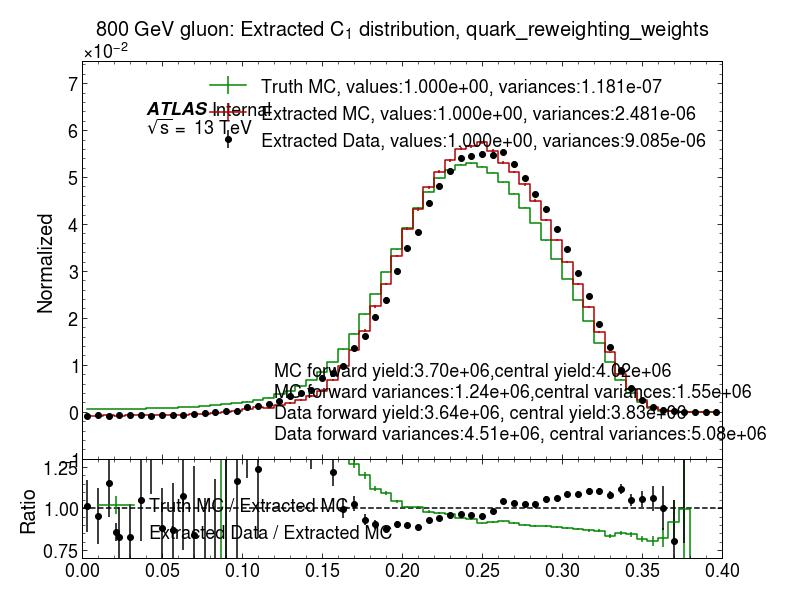 800 GeV gluon: Extracted C₁ distribution, quark_reweighting_weights
×10⁻²
Truth MC, values:1.000e+00, variances:1.181e-07
ATLAS Internal
Extracted MC, values:1.000e+00, variances:2.481e-06
√s = 13 TeV
Extracted Data, values:1.000e+00, variances:9.085e-06
7
6
5
4
3
2
1
0
−1
Normalized
MC forward yield:3.70e+06,central yield:4.02e+06
MC forward variances:1.24e+06,central variances:1.55e+06
Data forward yield:3.64e+06, central yield:3.83e+06
Data forward variances:4.51e+06, central variances:5.08e+06
1.25
1.00
0.75
Ratio
Truth MC / Extracted MC
Extracted Data / Extracted MC
0.00 0.05 0.10 0.15 0.20 0.25 0.30 0.35 0.40